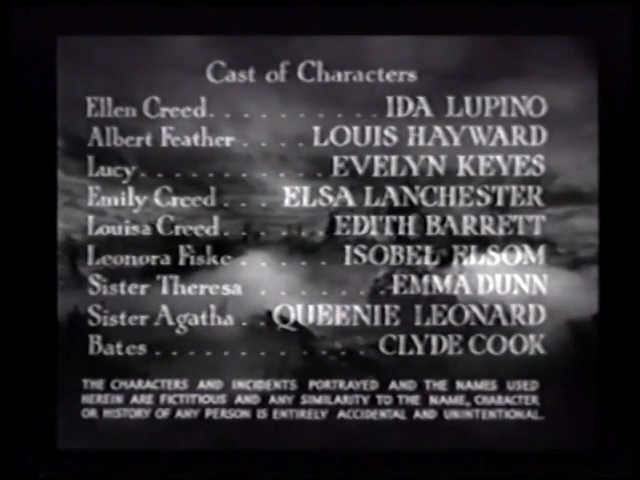 Cast of Characters
Ellen Creed. . . . . . . . . . . IDA LUPINO
Albert Feather . . . . LOUIS HAYWARD
Lucy. . . . . . . . . . . EVELYN KEYES
Emily Creed . . . ELSA LANCHESTER
Louisa Creed . . . . . EDITH BARRETT
Leonora Fiske . . . . . ISOBEL ELSOM
Sister Theresa . . . . . . . EMMA DUNN
Sister Agatha . . QUEENIE LEONARD
Bates . . . . . . . . . . . CLYDE COOK
THE CHARACTERS AND INCIDENTS PORTRAYED AND THE NAMES USED
HEREIN ARE FICTITIOUS AND ANY SIMILARITY TO THE NAME, CHARACTER
OR HISTORY OF ANY PERSON IS ENTIRELY ACCIDENTAL AND UNINTENTIONAL.